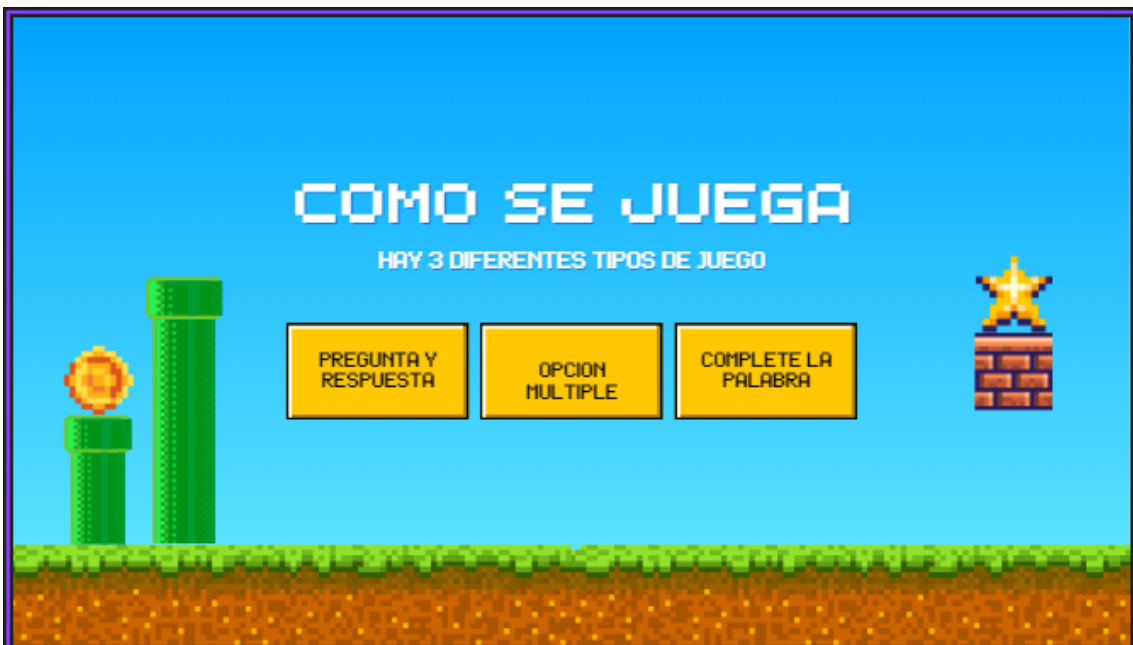 COMO SE JUEGA
HAY 3 DIFERENTES TIPOS DE JUEGO
PREGUNTA Y
RESPUESTA
OPCION
MULTIPLE
COMPLETE LA
PALABRA